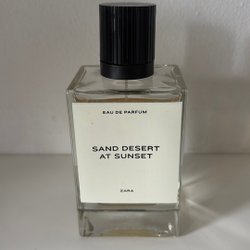 EAU DE PARFUM
SAND DESERT
AT SUNSET
ZARA